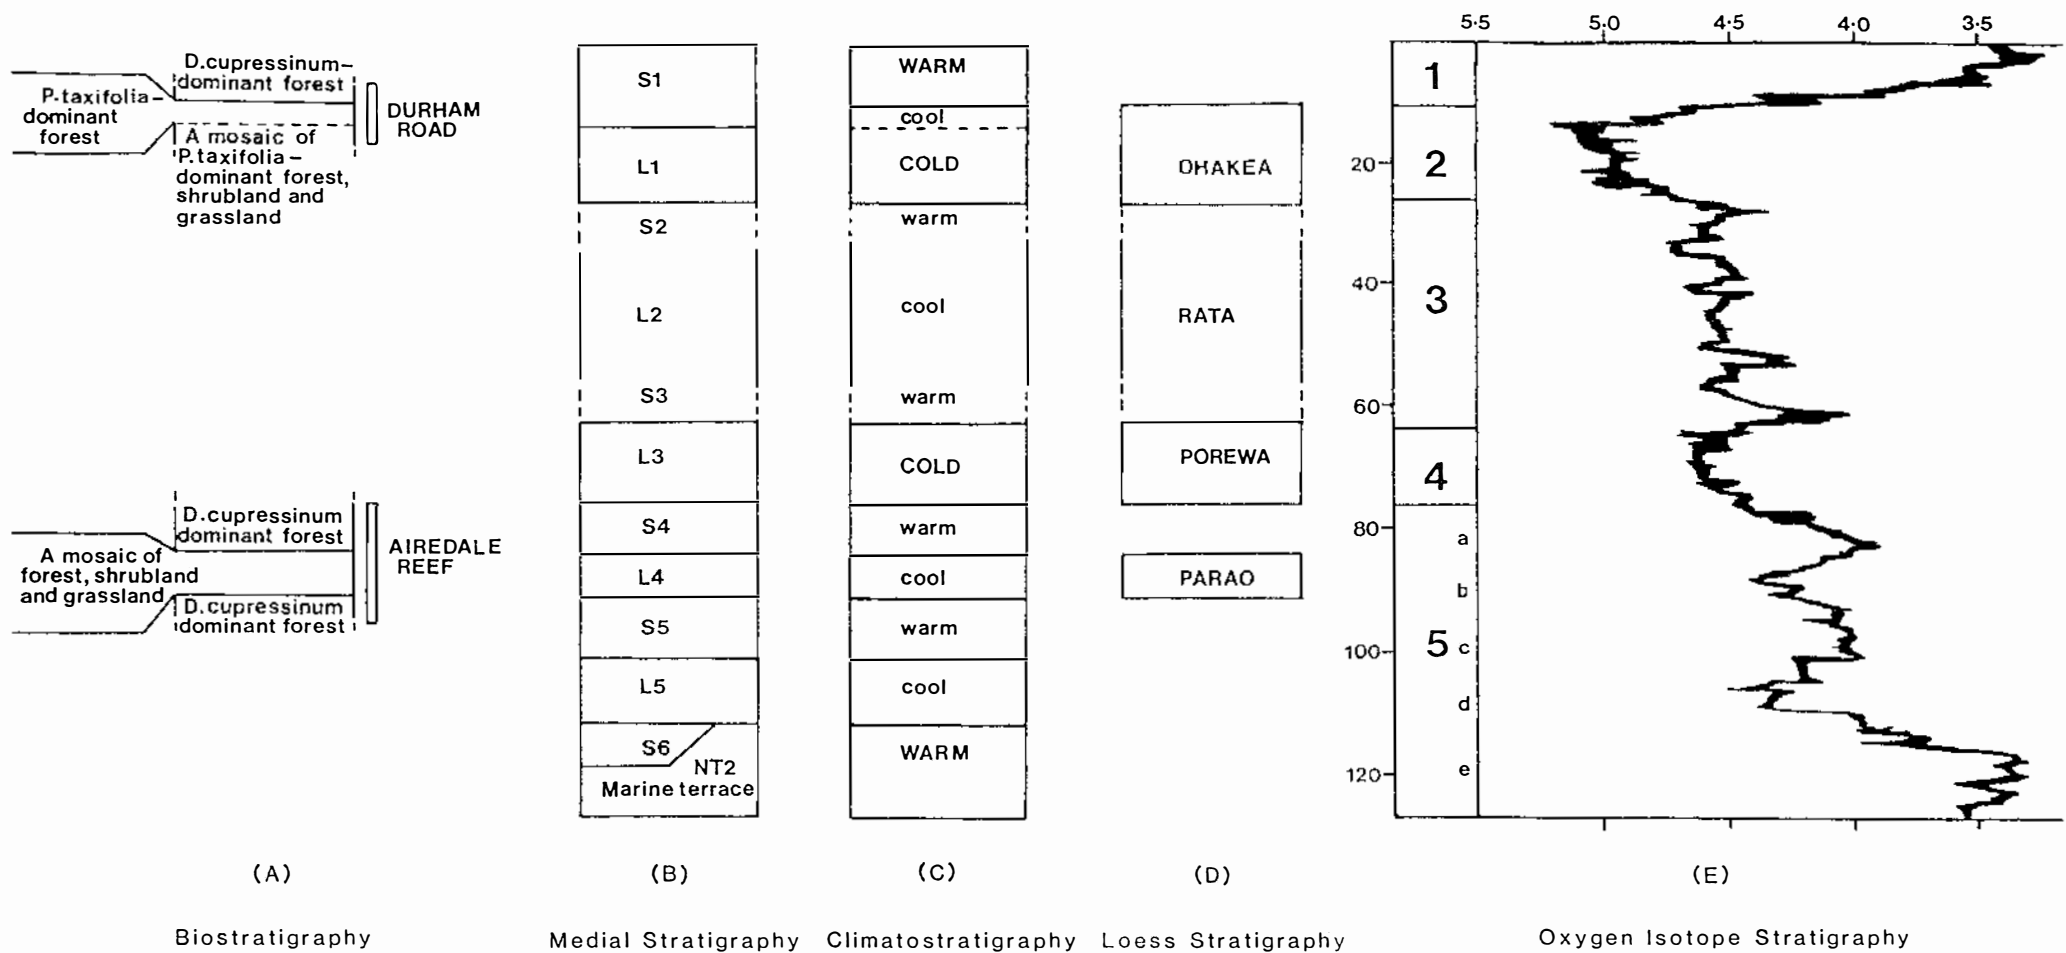 D.cupressinum-
dominant forest
P.taxifolia-
dominant
forest
A mosaic of
P.taxifolia-
dominant forest,
shrubland and
grassland
DURHAM
ROAD
D.cupressinum
dominant forest
A mosaic of
forest, shrubland
and grassland
D.cupressinum
dominant forest
AIREDALE
REEF
(A)
Biostratigraphy
S1
L1
S2
L2
S3
L3
S4
L4
S5
L5
S6
NT2
Marine terrace
(B)
Medial Stratigraphy
WARM
cool
COLD
warm
cool
warm
COLD
warm
cool
warm
cool
WARM
(C)
Climatostratigraphy
OHAKEA
RATA
POREWA
PARAO
(D)
Loess Stratigraphy
5.5 5.0 4.5 4.0 3.5
20
40
60
80
100
120
1
2
3
4
5
a
b
c
d
e
(E)
Oxygen Isotope Stratigraphy